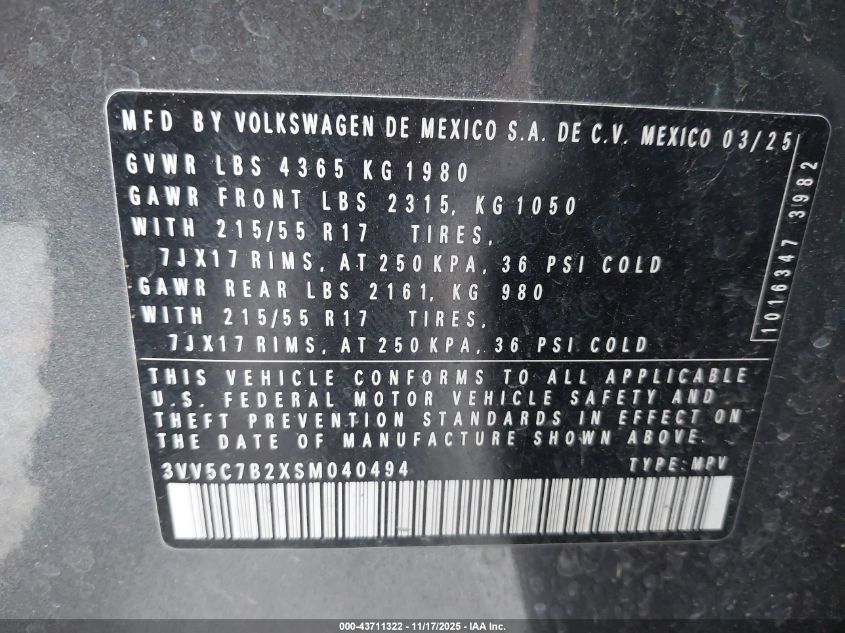 MFD BY VOLKSWAGEN DE MEXICO S.A. DE C.V. MEXICO 03/25
GVWR LBS 4365 KG 1980
GAWR FRONT LBS 2315, KG 1050
WITH 215/55 R17 TIRES,
7JX17 RIMS, AT 250 KPA, 36 PSI COLD
GAWR REAR LBS 2161, KG 980
WITH 215/55 R17 TIRES,
7JX17 RIMS, AT 250 KPA, 36 PSI COLD
1016347 3982
THIS VEHICLE CONFORMS TO ALL APPLICABLE
U.S. FEDERAL MOTOR VEHICLE SAFETY AND
THEFT PREVENTION STANDARDS IN EFFECT ON
THE DATE OF MANUFACTURE SHOWN ABOVE.
3VV5C7B2XSM040494 TYPE: MPV
000-43711322 - 11/17/2025 - IAA Inc.